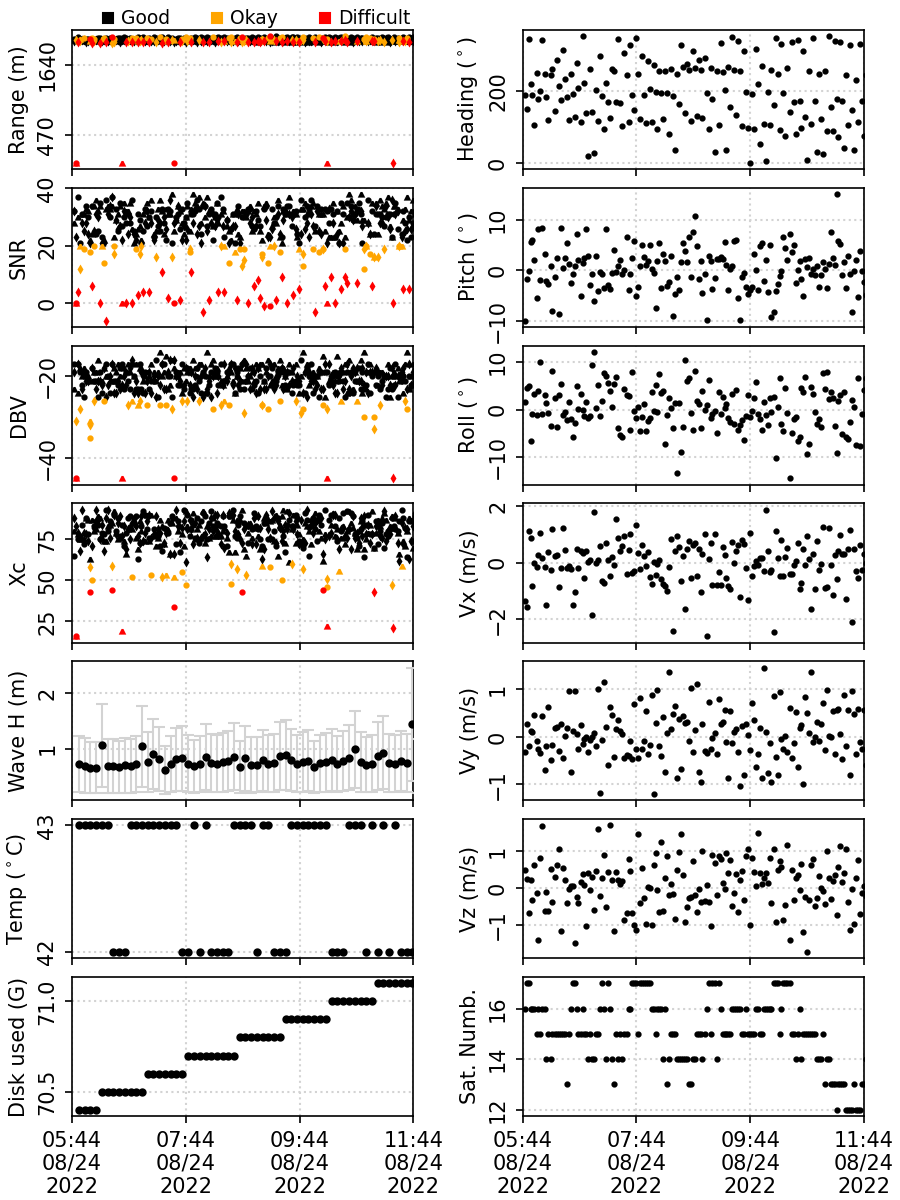 Good Okay Difficult
Range (m)
1640
470
Heading (°)
200
0
SNR
40
20
0
Pitch (°)
10
0
−10
DBV
−20
−40
Roll (°)
10
0
−10
Xc
75
50
25
Vx (m/s)
2
0
−2
Wave H (m)
2
1
Vy (m/s)
1
0
−1
Temp (°C)
43
42
Vz (m/s)
1
0
−1
Disk used (G)
71.0
70.5
Sat. Numb.
16
14
12
05:44 07:44 09:44 11:44
08/24 08/24 08/24 08/24
2022 2022 2022 2022
05:44 07:44 09:44 11:44
08/24 08/24 08/24 08/24
2022 2022 2022 2022